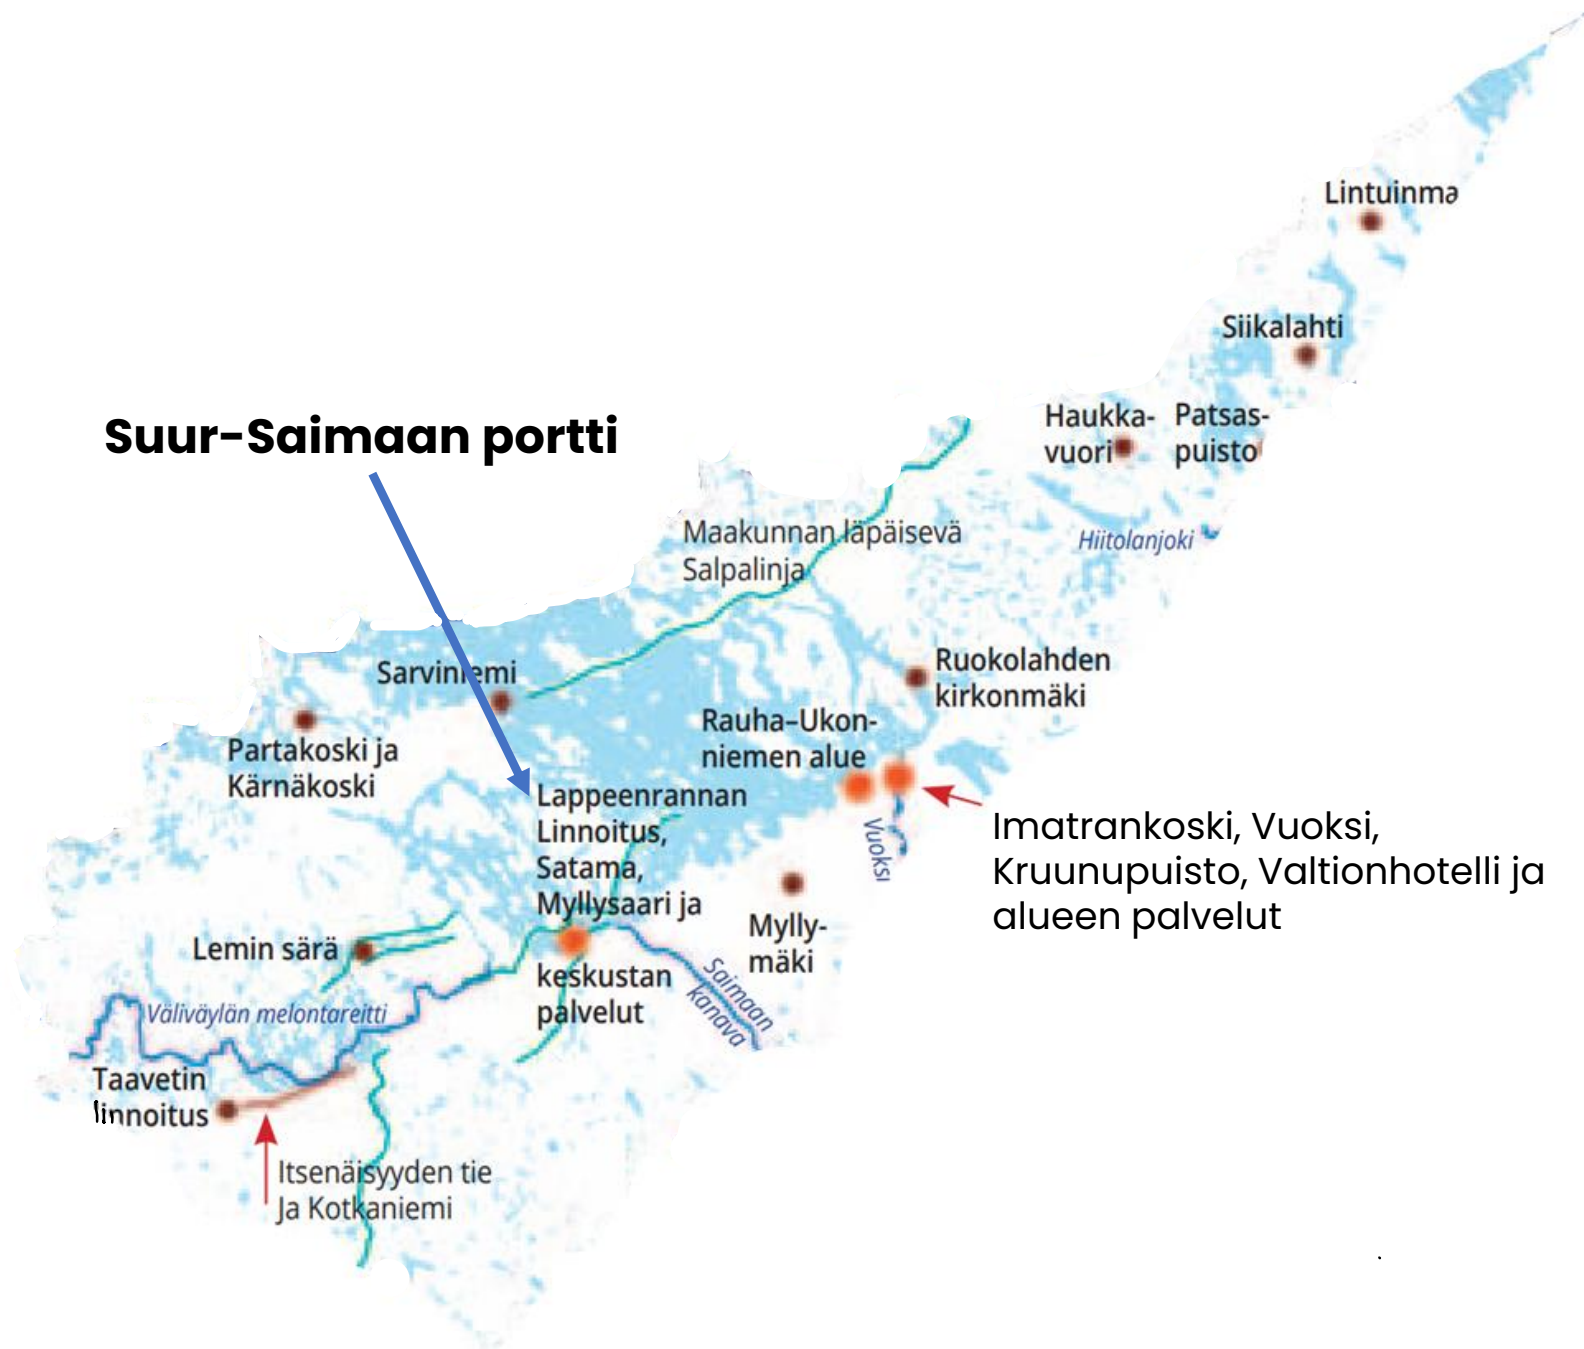 Lintuinma
Siikalahti
Haukka-
vuori
Patsas-
puisto
Suur-Saimaan portti
Maakunnan läpäisevä
Salpalinja
Hiitolanjoki
Sarviniemi
Ruokolahden
kirkonmäki
Partakoski ja
Kärnäkoski
Rauha-Ukon-
niemen alue
Lappeenrannan
Linnoitus,
Satama,
Myllysaari ja
keskustan
palvelut
Imatrankoski, Vuoksi,
Kruunupuisto, Valtionhotelli ja
alueen palvelut
Vuoksi
Mylly-
mäki
Saimaan
kanava
Lemin särä
Väliväylän melontareitti
Taavetin
linnoitus
Itsenäisyyden tie
Ja Kotkaniemi